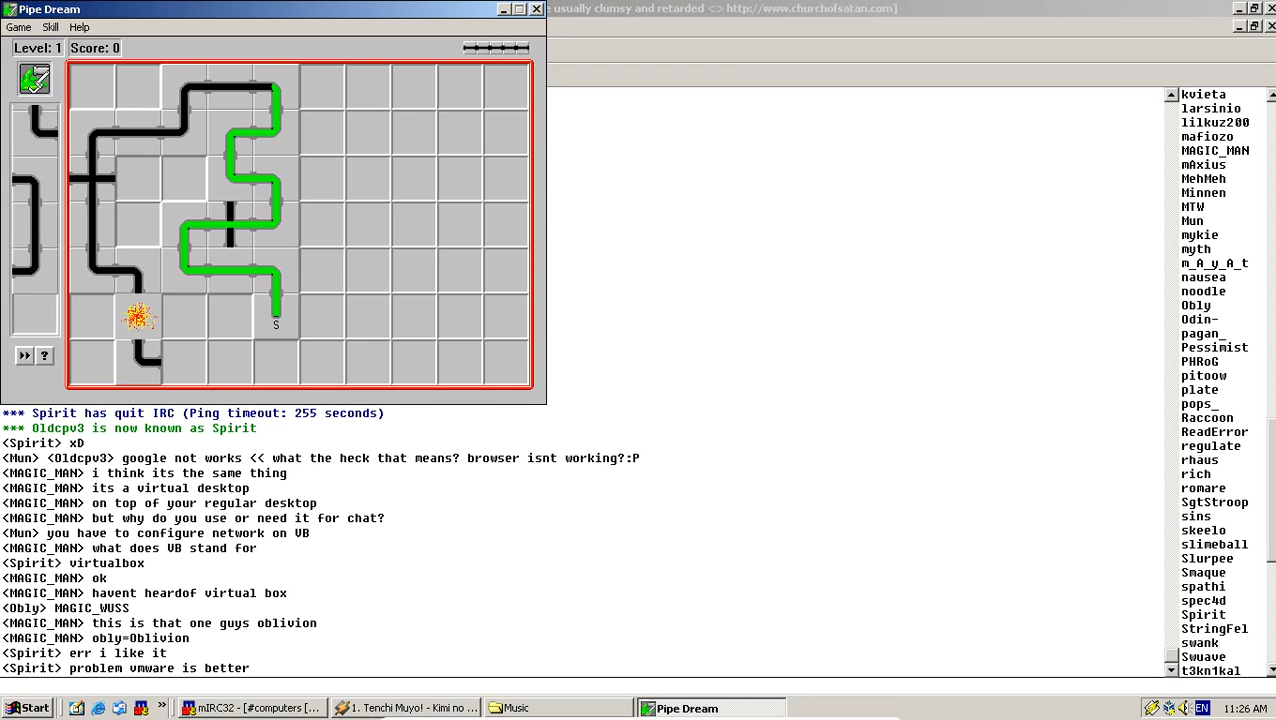 Pipe Dream
usually clumsy and retarded <> http://www.churchofsatan.com]
Game Skill Help
Level: 1 Score: 0
?
S
*** Spirit has quit IRC (Ping timeout: 255 seconds)
*** Oldcpv3 is now known as Spirit
<Spirit> xD
<Mun> <Oldcpv3> google not works << what the heck that means? browser isnt working?:P
<MAGIC_MAN> i think its the same thing
<MAGIC_MAN> its a virtual desktop
<MAGIC_MAN> on top of your regular desktop
<MAGIC_MAN> but why do you use or need it for chat?
<Mun> you have to configure network on VB
<MAGIC_MAN> what does VB stand for
<Spirit> virtualbox
<MAGIC_MAN> ok
<MAGIC_MAN> havent heardof virtual box
<Obly> MAGIC_WUSS
<MAGIC_MAN> this is that one guys oblivion
<MAGIC_MAN> obly=Oblivion
<Spirit> err i like it
<Spirit> problem vmware is better
kvieta
larsinio
lilkuz200
mafiozo
MAGIC_MAN
mAxius
MehMeh
Minnen
MTW
Mun
mykie
myth
m_A_y_A_t
nausea
noodle
Obly
Odin-
pagan_
Pessimist
PHRoG
pitoow
plate
pops_
Raccoon
ReadError
regulate
rhaus
rich
romare
SgtStroop
sins
skeelo
slimeball
Slurpee
Smaque
spathi
spec4d
Spirit
StringFel
swank
Swuave
t3kn1kal
Start
mIRC32 - [#computers [...
1. Tenchi Muyo! - Kimi no ...
Music
Pipe Dream
EN
11:26 AM